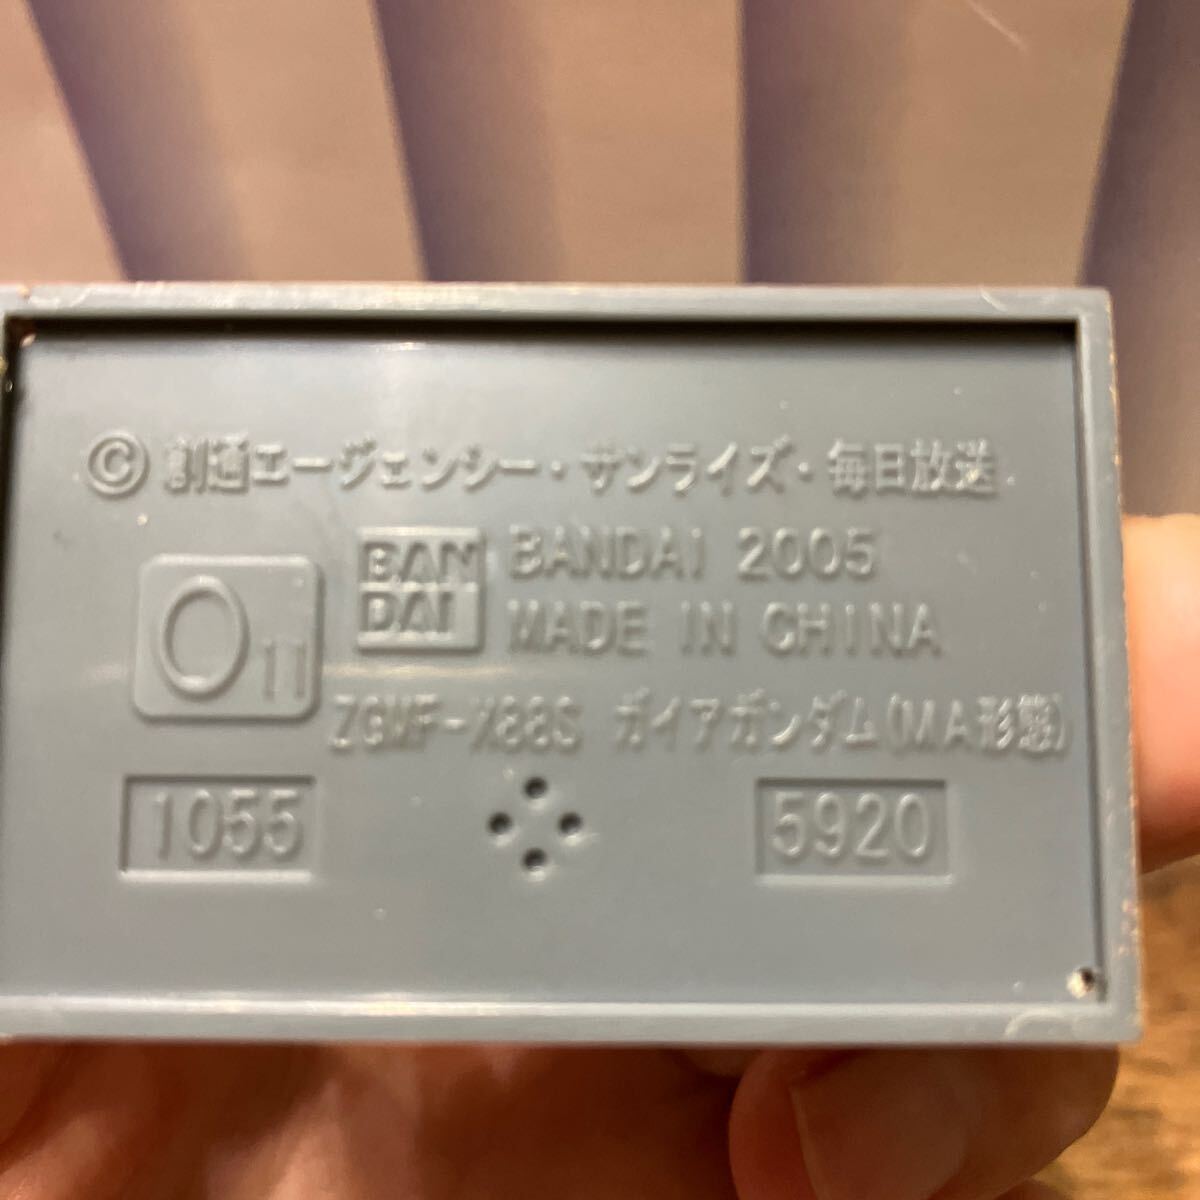 © 創通エージェンシー・サンライズ・毎日放送
BAN DAI BANDAI 2005
MADE IN CHINA
O11
ZGMF-X88S ガイアガンダム(MA形態)
1055
5920